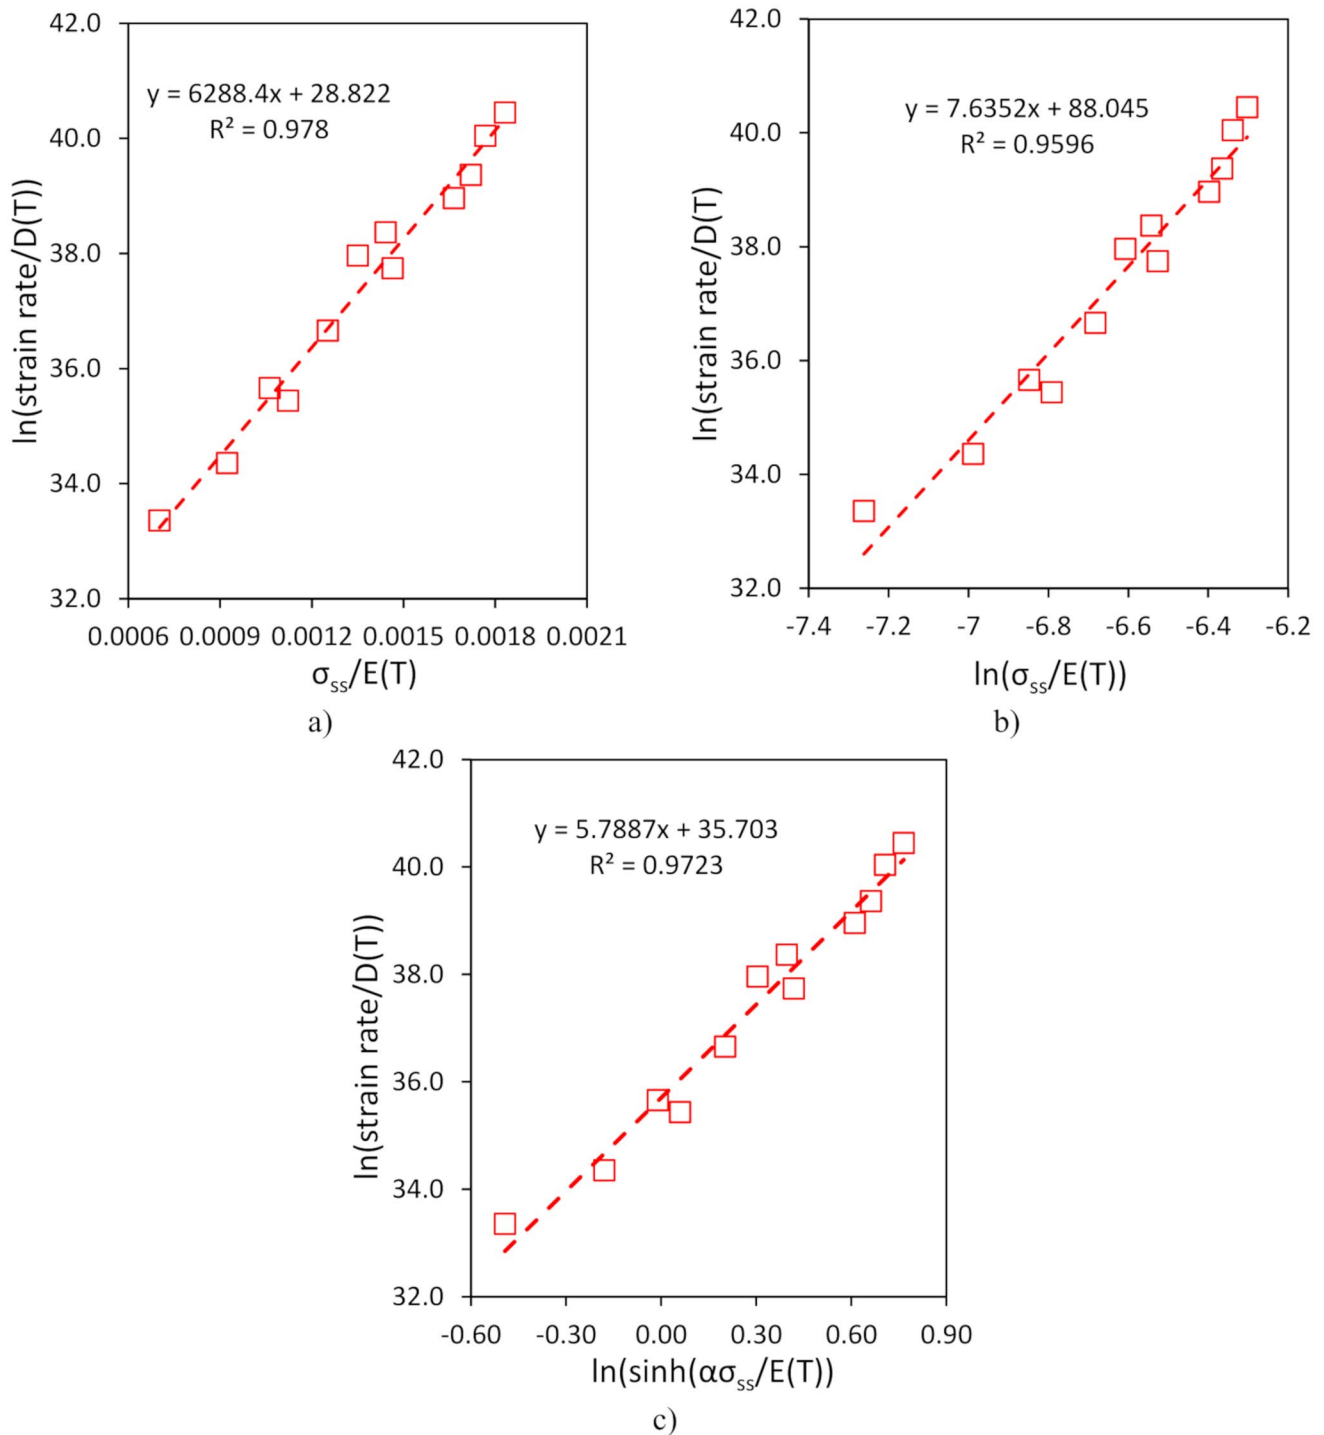 42.0
40.0
38.0
36.0
34.0
32.0
ln(strain rate/D(T))
y = 6288.4x + 28.822
R² = 0.978
0.0006 0.0009 0.0012 0.0015 0.0018 0.0021
σss/E(T)
a)
42.0
40.0
38.0
36.0
34.0
32.0
ln(strain rate/D(T)
y = 7.6352x + 88.045
R² = 0.9596
-7.4 -7.2 -7 -6.8 -6.6 -6.4 -6.2
ln(σss/E(T))
b)
42.0
40.0
38.0
36.0
34.0
32.0
ln(strain rate/D(T))
y = 5.7887x + 35.703
R² = 0.9723
-0.60 -0.30 0.00 0.30 0.60 0.90
ln(sinh(ασss/E(T))
c)